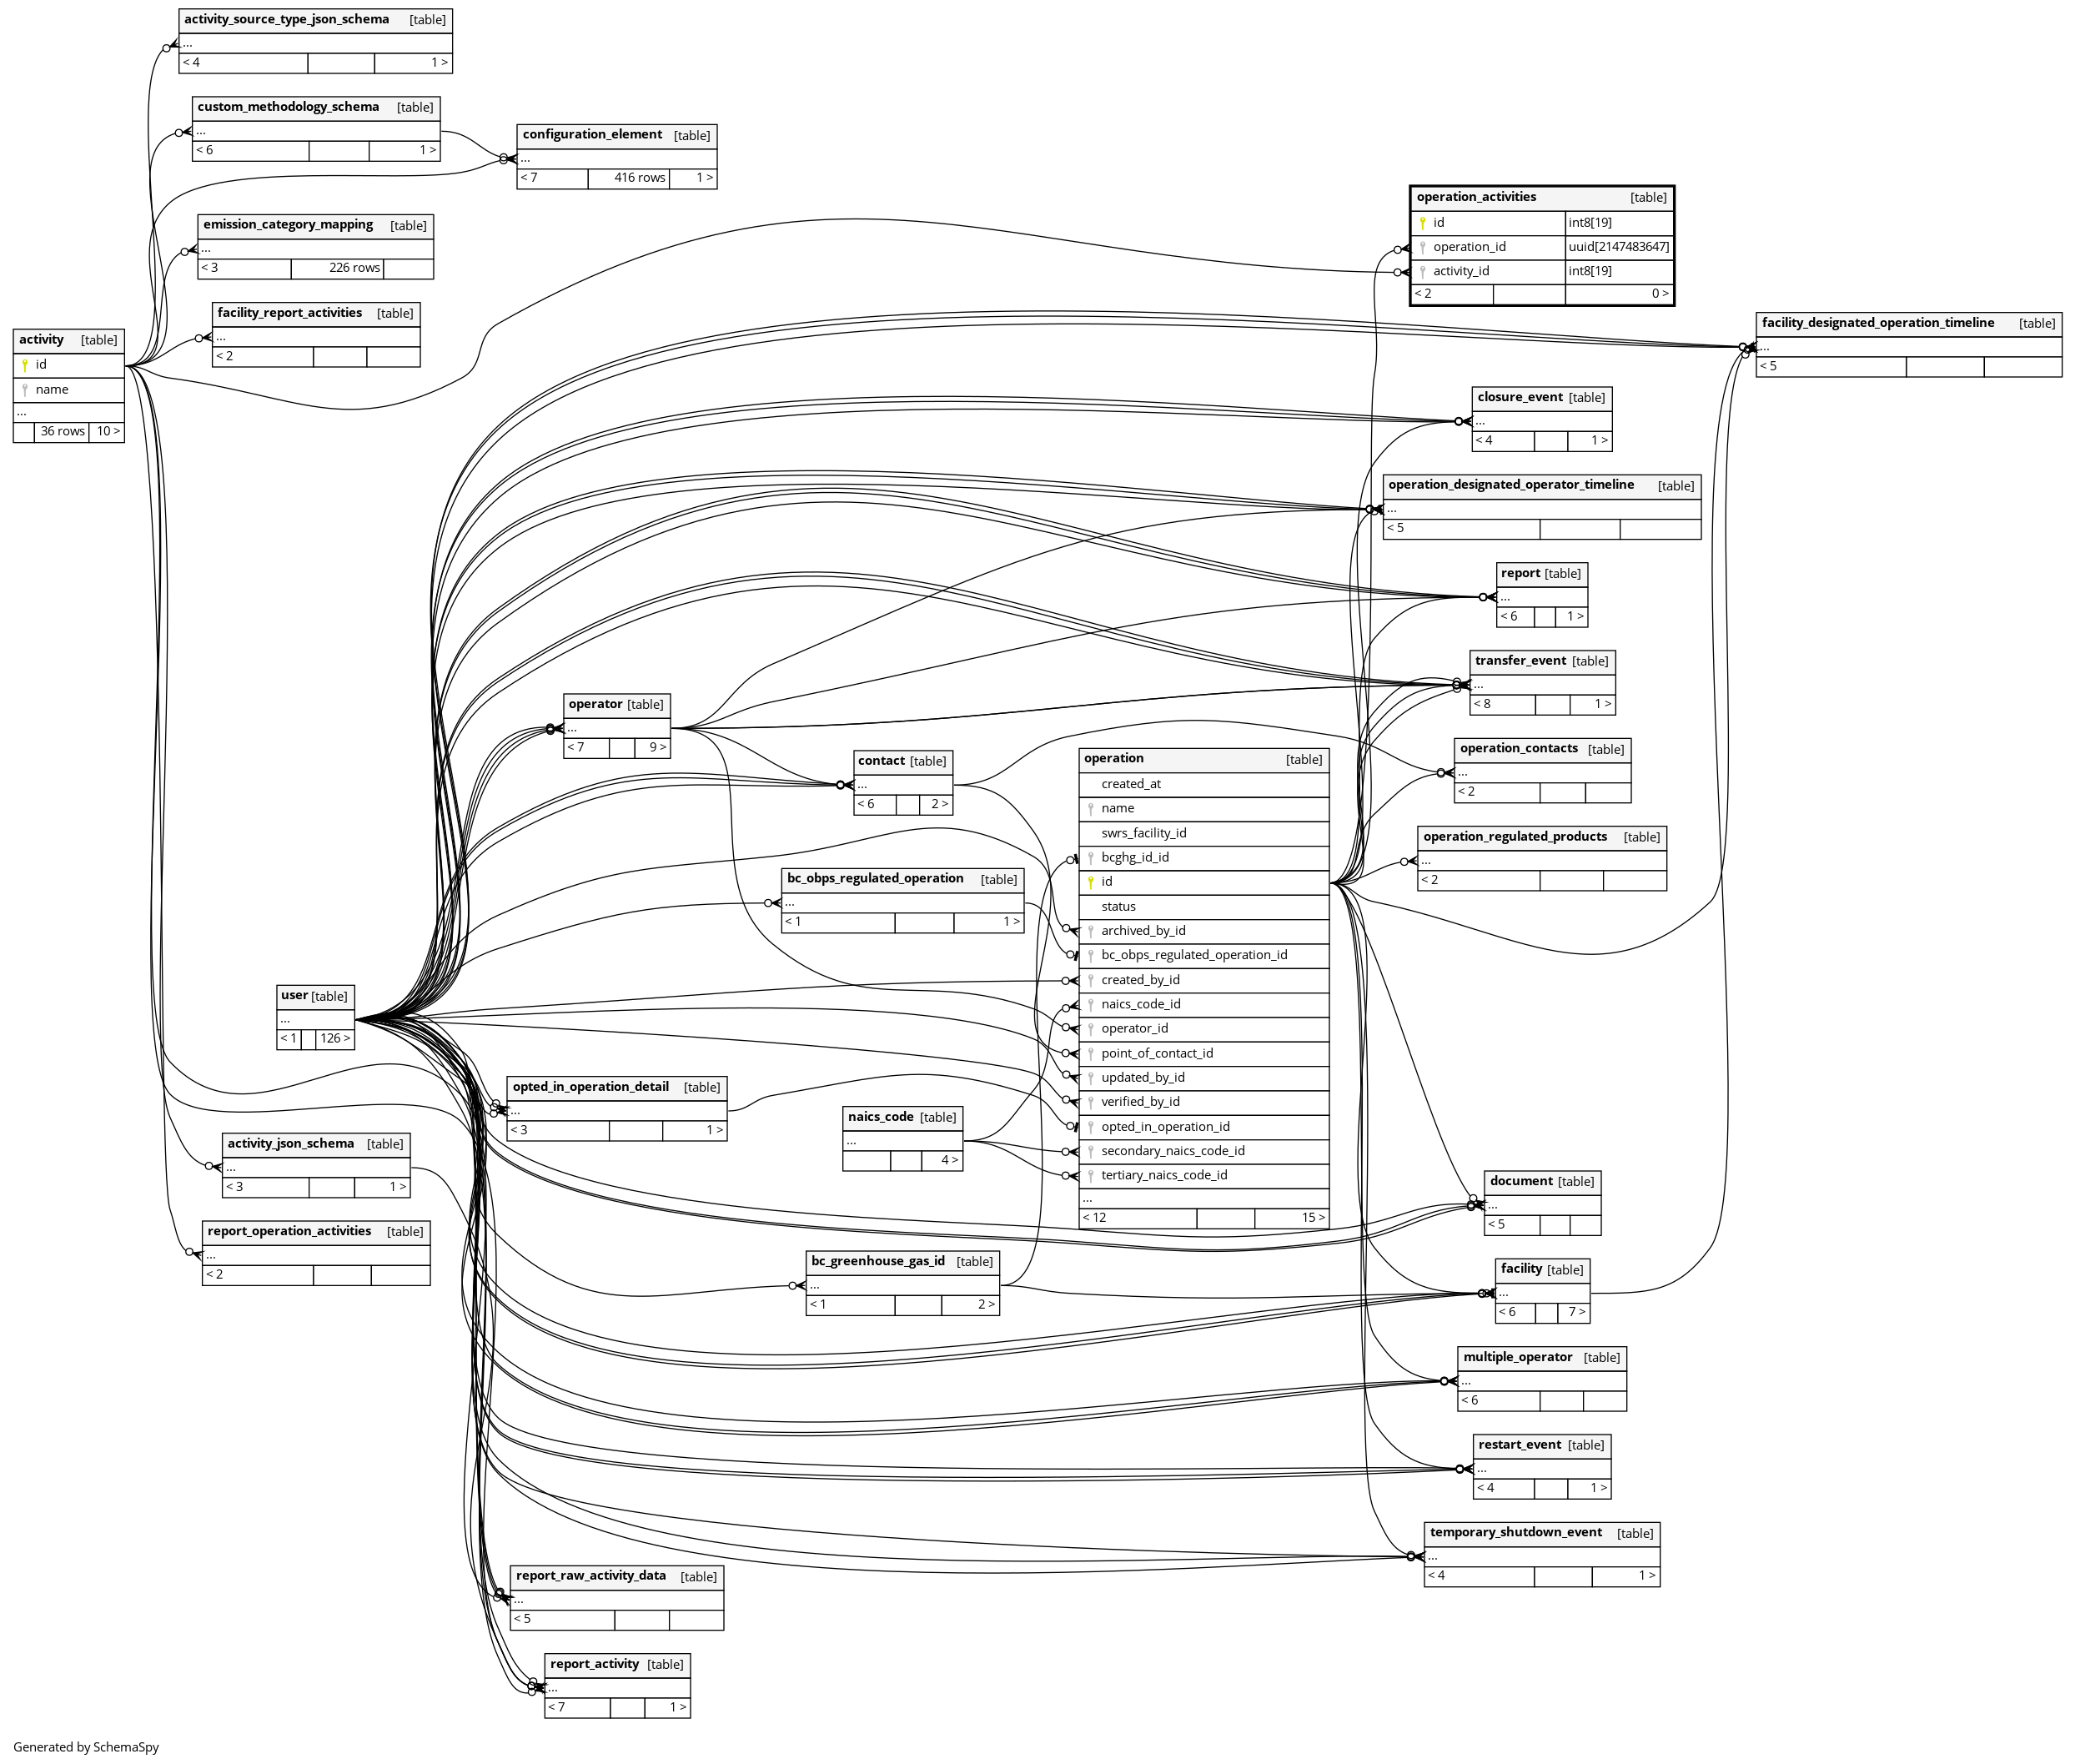 activity_source_type_json_schema [table]
...
< 4 1 >
custom_methodology_schema [table]
...
< 6 1 >
configuration_element [table]
...
< 7 416 rows 1 >
operation_activities [table]
id int8[19]
operation_id uuid[2147483647]
activity_id int8[19]
< 2 0 >
emission_category_mapping [table]
...
< 3 226 rows
facility_report_activities [table]
...
< 2
facility_designated_operation_timeline [table]
...
< 5
activity [table]
id
name
...
36 rows 10 >
closure_event [table]
...
< 4 1 >
operation_designated_operator_timeline [table]
...
< 5
report [table]
...
< 6 1 >
transfer_event [table]
...
< 8 1 >
operator [table]
...
< 7 9 >
contact [table]
...
< 6 2 >
operation_contacts [table]
...
< 2
operation [table]
created_at
name
swrs_facility_id
bcghg_id_id
id
status
archived_by_id
bc_obps_regulated_operation_id
created_by_id
naics_code_id
operator_id
point_of_contact_id
updated_by_id
verified_by_id
opted_in_operation_id
secondary_naics_code_id
tertiary_naics_code_id
...
< 12 15 >
operation_regulated_products [table]
...
< 2
bc_obps_regulated_operation [table]
...
< 1 1 >
user [table]
...
< 1 126 >
opted_in_operation_detail [table]
...
< 3 1 >
naics_code [table]
...
4 >
activity_json_schema [table]
...
< 3 1 >
document [table]
...
< 5
report_operation_activities [table]
...
< 2
bc_greenhouse_gas_id [table]
...
< 1 2 >
facility [table]
...
< 6 7 >
multiple_operator [table]
...
< 6
restart_event [table]
...
< 4 1 >
temporary_shutdown_event [table]
...
< 4 1 >
report_raw_activity_data [table]
...
< 5
report_activity [table]
...
< 7 1 >
Generated by SchemaSpy